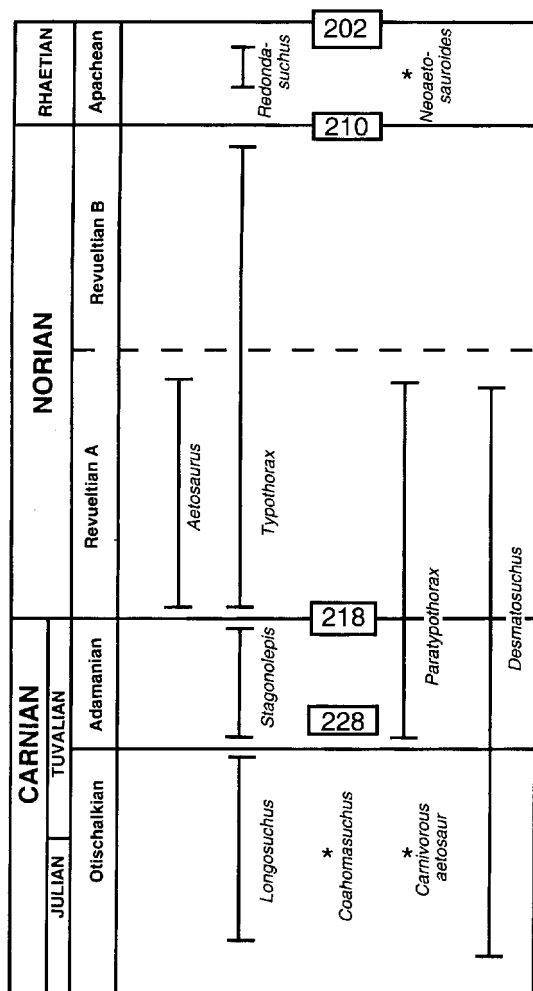 RHAETIAN
NORIAN
CARNIAN
TUVALIAN
JULIAN
Apachean
Revueltian B
Revueltian A
Adamanian
Otischalkian
202
210
218
228
Redonda-
suchus
*
Neoaeto-
sauroides
Aetosaurus
Typothorax
Stagonolepis
Paratypothorax
Desmatosuchus
Longosuchus
*
Coahomasuchus
*
Carnivorous
aetosaur